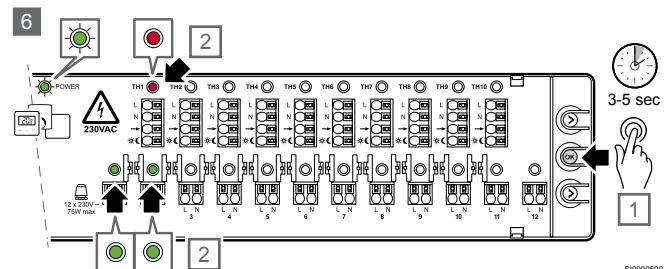 6
2
POWER
TH1 TH2 TH3 TH4 TH5 TH6 TH7 TH8 TH9 TH10
3-5 sec
L L L L L L L L L L
N N N N N N N N N N
230VAC
OK
1
12 x 230V ~
75W max
L N L N L N L N L N L N L N L N L N L N
3 4 5 6 7 8 9 10 11 12
2